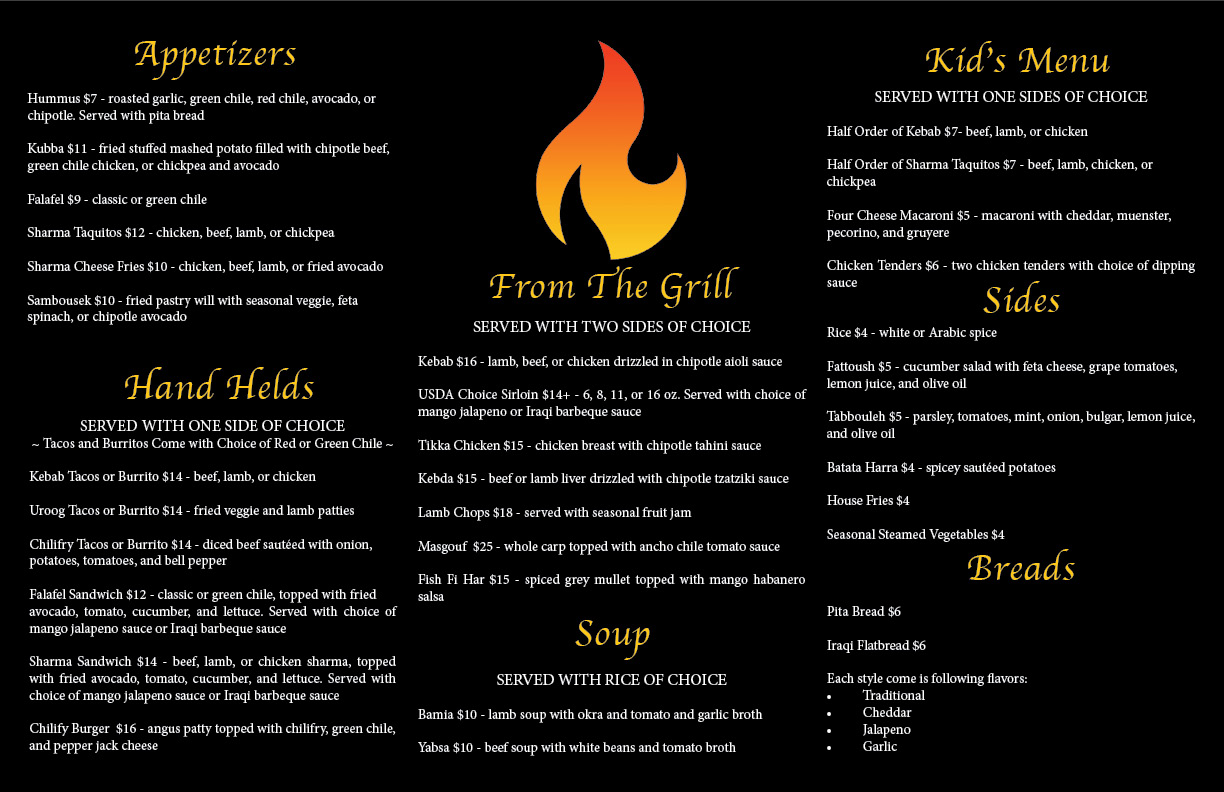 Appetizers
Hummus $7 - roasted garlic, green chile, red chile, avocado, or
chipotle. Served with pita bread
Kubba $11 - fried stuffed mashed potato filled with chipotle beef,
green chile chicken, or chickpea and avocado
Falafel $9 - classic or green chile
Sharma Taquitos $12 - chicken, beef, lamb, or chickpea
Sharma Cheese Fries $10 - chicken, beef, lamb, or fried avocado
Sambousek $10 - fried pastry will with seasonal veggie, feta
spinach, or chipotle avocado
Hand Helds
SERVED WITH ONE SIDE OF CHOICE
~ Tacos and Burritos Come with Choice of Red or Green Chile ~
Kebab Tacos or Burrito $14 - beef, lamb, or chicken
Uroog Tacos or Burrito $14 - fried veggie and lamb patties
Chilifry Tacos or Burrito $14 - diced beef sautéed with onion,
potatoes, tomatoes, and bell pepper
Falafel Sandwich $12 - classic or green chile, topped with fried
avocado, tomato, cucumber, and lettuce. Served with choice of
mango jalapeno sauce or Iraqi barbeque sauce
Sharma Sandwich $14 - beef, lamb, or chicken sharma, topped
with fried avocado, tomato, cucumber, and lettuce. Served with
choice of mango jalapeno sauce or Iraqi barbeque sauce
Chilify Burger $16 - angus patty topped with chilifry, green chile,
and pepper jack cheese
From The Grill
SERVED WITH TWO SIDES OF CHOICE
Kebab $16 - lamb, beef, or chicken drizzled in chipotle aioli sauce
USDA Choice Sirloin $14+ - 6, 8, 11, or 16 oz. Served with choice of
mango jalapeno or Iraqi barbeque sauce
Tikka Chicken $15 - chicken breast with chipotle tahini sauce
Kebda $15 - beef or lamb liver drizzled with chipotle tzatziki sauce
Lamb Chops $18 - served with seasonal fruit jam
Masgouf $25 - whole carp topped with ancho chile tomato sauce
Fish Fi Har $15 - spiced grey mullet topped with mango habanero
salsa
Soup
SERVED WITH RICE OF CHOICE
Bamia $10 - lamb soup with okra and tomato and garlic broth
Yabsa $10 - beef soup with white beans and tomato broth
Kid's Menu
SERVED WITH ONE SIDES OF CHOICE
Half Order of Kebab $7- beef, lamb, or chicken
Half Order of Sharma Taquitos $7 - beef, lamb, chicken, or
chickpea
Four Cheese Macaroni $5 - macaroni with cheddar, muenster,
pecorino, and gruyere
Chicken Tenders $6 - two chicken tenders with choice of dipping
sauce
Sides
Rice $4 - white or Arabic spice
Fattoush $5 - cucumber salad with feta cheese, grape tomatoes,
lemon juice, and olive oil
Tabbouleh $5 - parsley, tomatoes, mint, onion, bulgar, lemon juice,
and olive oil
Batata Harra $4 - spicey sautéed potatoes
House Fries $4
Seasonal Steamed Vegetables $4
Breads
Pita Bread $6
Iraqi Flatbread $6
Each style come is following flavors:
• Traditional
• Cheddar
• Jalapeno
• Garlic